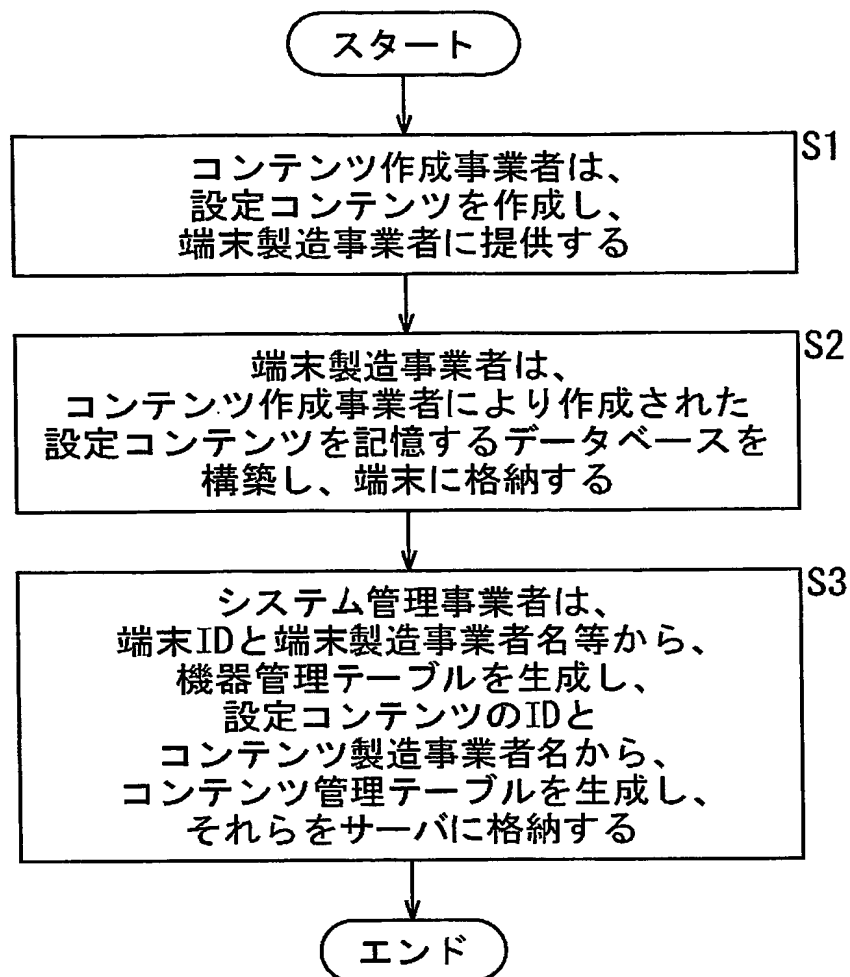 スタート
S1
コンテンツ作成事業者は、
設定コンテンツを作成し、
端末製造事業者に提供する
S2
端末製造事業者は、
コンテンツ作成事業者により作成された
設定コンテンツを記憶するデータベースを
構築し、端末に格納する
S3
システム管理事業者は、
端末IDと端末製造事業者名等から、
機器管理テーブルを生成し、
設定コンテンツのIDと
コンテンツ製造事業者名から、
コンテンツ管理テーブルを生成し、
それらをサーバに格納する
エンド